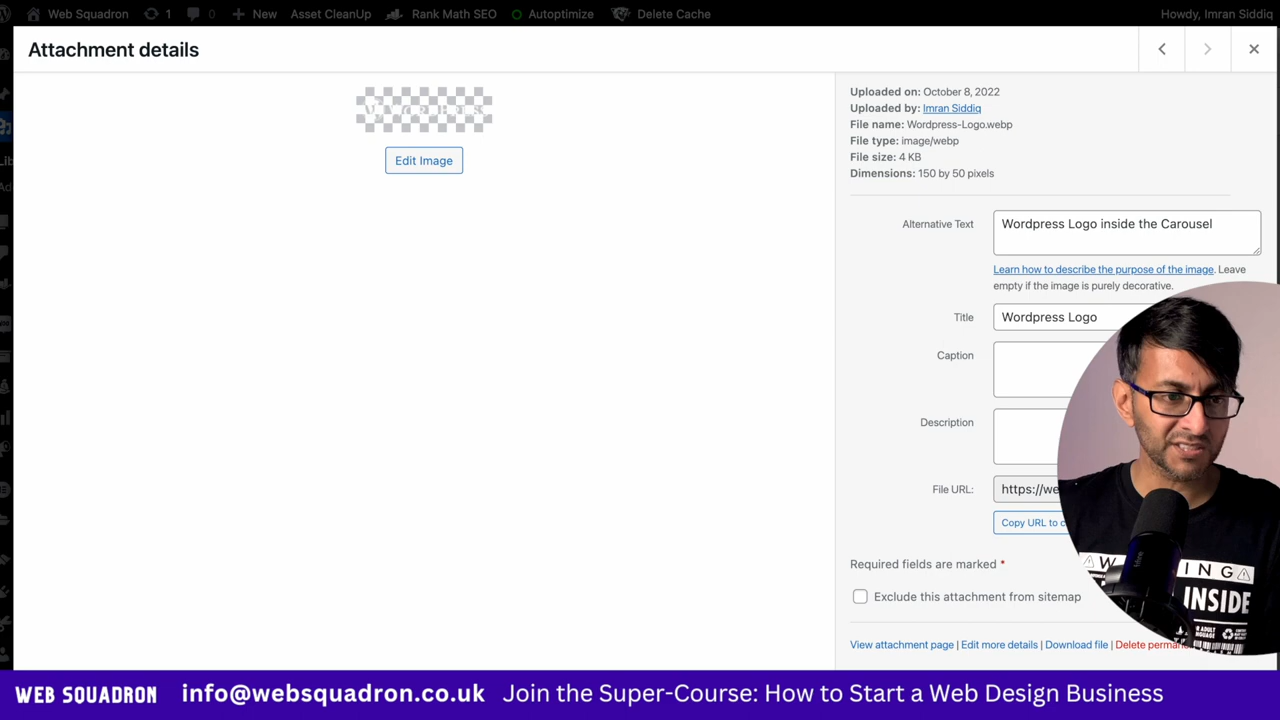 Web Squadron 1 0 New Asset CleanUp Rank Math SEO Autoptimize Delete Cache Howdy, Imran Siddiq
Attachment details
Edit Image
Uploaded on: October 8, 2022
Uploaded by: Imran Siddiq
File name: Wordpress-Logo.webp
File type: image/webp
File size: 4 KB
Dimensions: 150 by 50 pixels
Alternative Text Wordpress Logo inside the Carousel
Learn how to describe the purpose of the image. Leave
empty if the image is purely decorative.
Title Wordpress Logo
Caption
Description
File URL: https://we
Copy URL to c
Required fields are marked *
Exclude this attachment from sitemap
View attachment page | Edit more details | Download file | Delete perman
INSIDE
WEB SQUADRON info@websquadron.co.uk Join the Super-Course: How to Start a Web Design Business